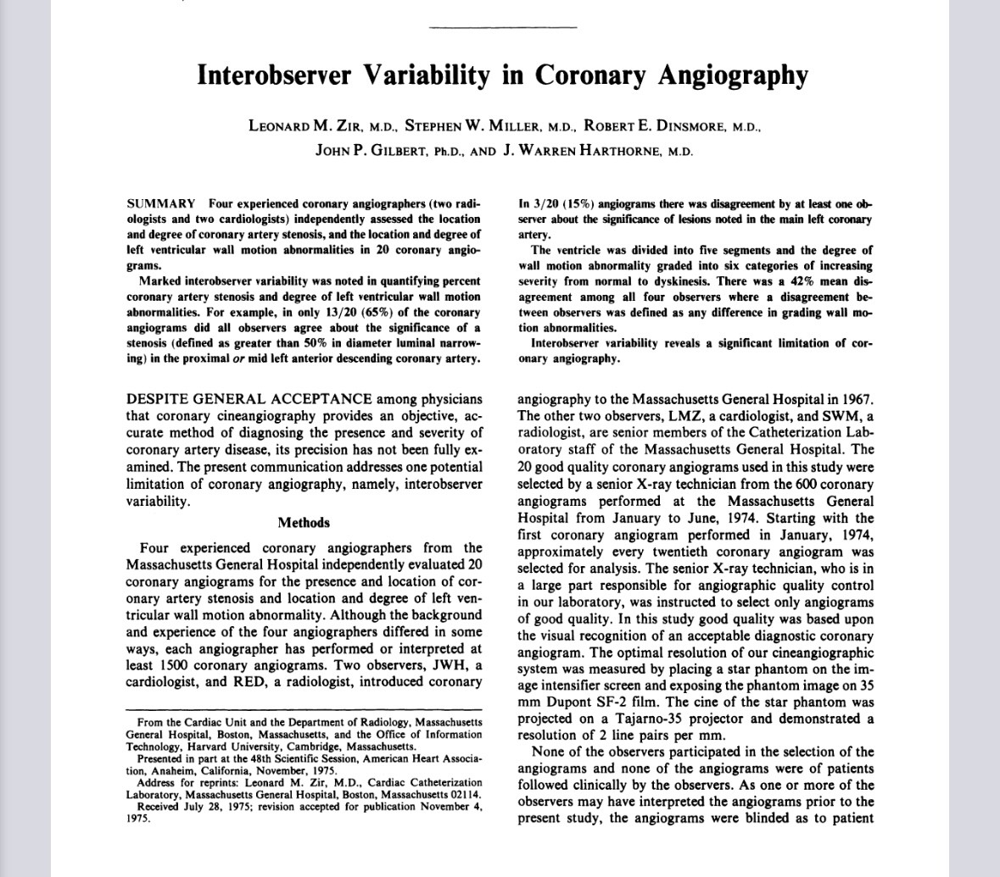 Interobserver Variability in Coronary Angiography
LEONARD M. ZIR, M.D., STEPHEN W. MILLER, M.D., ROBERT E. DINSMORE, M.D.,
JOHN P. GILBERT, Ph.D., AND J. WARREN HARTHORNE, M.D.
SUMMARY Four experienced coronary angiographers (two radi-
ologists and two cardiologists) independently assessed the location
and degree of coronary artery stenosis, and the location and degree of
left ventricular wall motion abnormalities in 20 coronary angio-
grams.
Marked interobserver variability was noted in quantifying percent
coronary artery stenosis and degree of left ventricular wall motion
abnormalities. For example, in only 13/20 (65%) of the coronary
angiograms did all observers agree about the significance of a
stenosis (defined as greater than 50% in diameter luminal narrow-
ing) in the proximal or mid left anterior descending coronary artery.
In 3/20 (15%) angiograms there was disagreement by at least one ob-
server about the significance of lesions noted in the main left coronary
artery.
The ventricle was divided into five segments and the degree of
wall motion abnormality graded into six categories of increasing
severity from normal to dyskinesis. There was a 42% mean dis-
agreement among all four observers where a disagreement be-
tween observers was defined as any difference in grading wall mo-
tion abnormalities.
Interobserver variability reveals a significant limitation of cor-
onary angiography.
DESPITE GENERAL ACCEPTANCE among physicians
that coronary cineangiography provides an objective, ac-
curate method of diagnosing the presence and severity of
coronary artery disease, its precision has not been fully ex-
amined. The present communication addresses one potential
limitation of coronary angiography, namely, interobserver
variability.
Methods
Four experienced coronary angiographers from the
Massachusetts General Hospital independently evaluated 20
coronary angiograms for the presence and location of cor-
onary artery stenosis and location and degree of left ven-
tricular wall motion abnormality. Although the background
and experience of the four angiographers differed in some
ways, each angiographer has performed or interpreted at
least 1500 coronary angiograms. Two observers, JWH, a
cardiologist, and RED, a radiologist, introduced coronary
From the Cardiac Unit and the Department of Radiology, Massachusetts
General Hospital, Boston, Massachusetts, and the Office of Information
Technology, Harvard University, Cambridge, Massachusetts.
Presented in part at the 48th Scientific Session, American Heart Associa-
tion, Anaheim, California, November, 1975.
Address for reprints: Leonard M. Zir, M.D., Cardiac Catheterization
Laboratory, Massachusetts General Hospital, Boston, Massachusetts 02114.
Received July 28, 1975; revision accepted for publication November 4,
1975.
angiography to the Massachusetts General Hospital in 1967.
The other two observers, LMZ, a cardiologist, and SWM, a
radiologist, are senior members of the Catheterization Lab-
oratory staff of the Massachusetts General Hospital. The
20 good quality coronary angiograms used in this study were
selected by a senior X-ray technician from the 600 coronary
angiograms performed at the Massachusetts General
Hospital from January to June, 1974. Starting with the
first coronary angiogram performed in January, 1974,
approximately every twentieth coronary angiogram was
selected for analysis. The senior X-ray technician, who is in
a large part responsible for angiographic quality control
in our laboratory, was instructed to select only angiograms
of good quality. In this study good quality was based upon
the visual recognition of an acceptable diagnostic coronary
angiogram. The optimal resolution of our cineangiographic
system was measured by placing a star phantom on the im-
age intensifier screen and exposing the phantom image on 35
mm Dupont SF-2 film. The cine of the star phantom was
projected on a Tajarno-35 projector and demonstrated a
resolution of 2 line pairs per mm.
None of the observers participated in the selection of the
angiograms and none of the angiograms were of patients
followed clinically by the observers. As one or more of the
observers may have interpreted the angiograms prior to the
present study, the angiograms were blinded as to patient